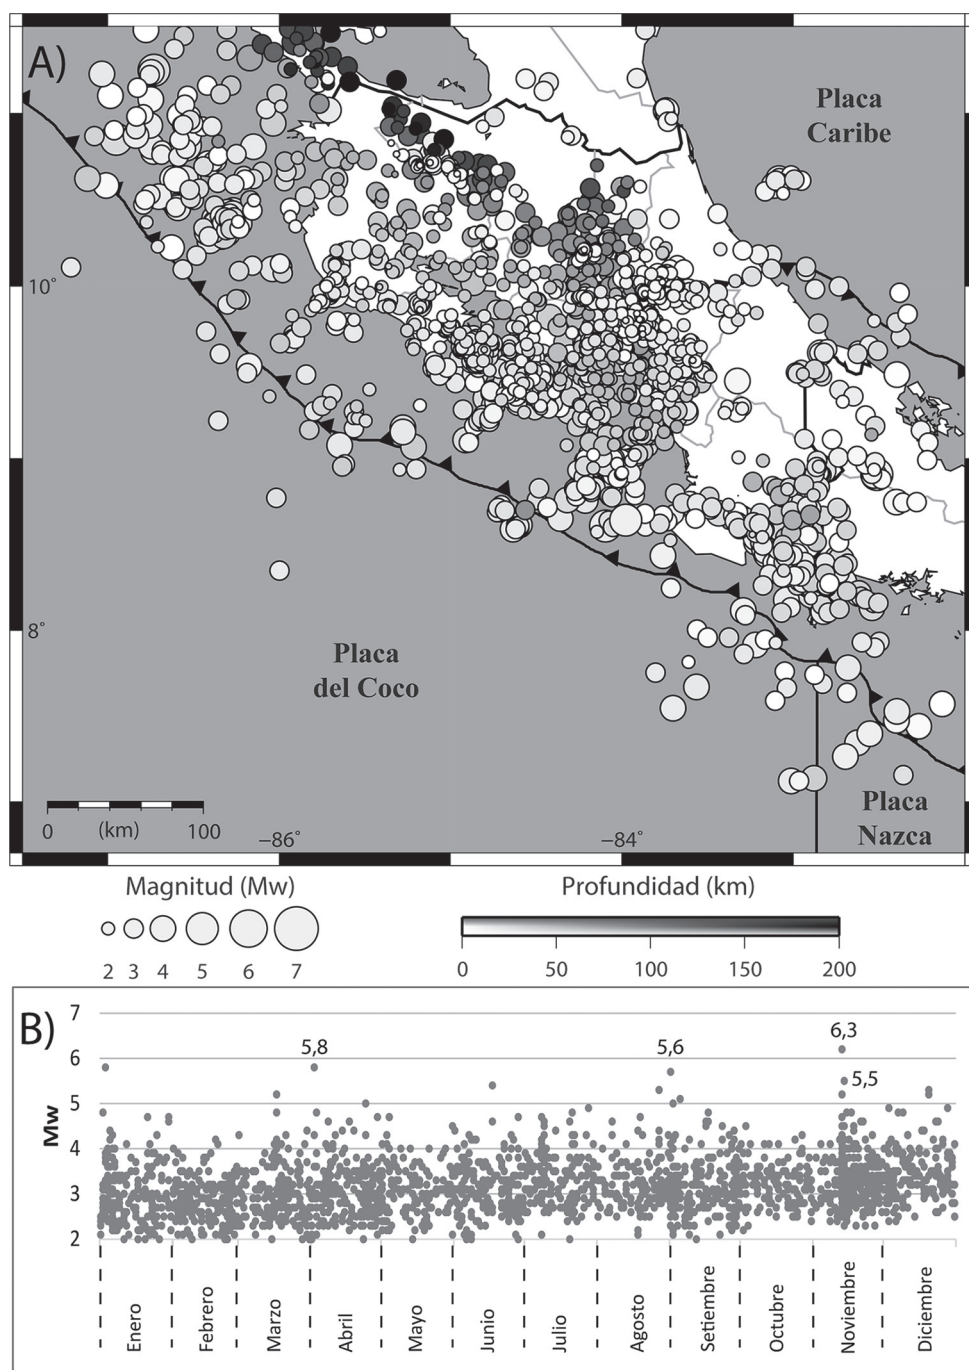 A)
Placa
Caribe
10°
8°
Placa
del Coco
Placa
Nazca
0 (km) 100
−86° −84°
Magnitud (Mw)
Profundidad (km)
2 3 4 5 6 7
0 50 100 150 200
B)
Mw
7
6
5
4
3
2
5,8
5,6
6,3
5,5
Enero
Febrero
Marzo
Abril
Mayo
Junio
Julio
Agosto
Setiembre
Octubre
Noviembre
Diciembre